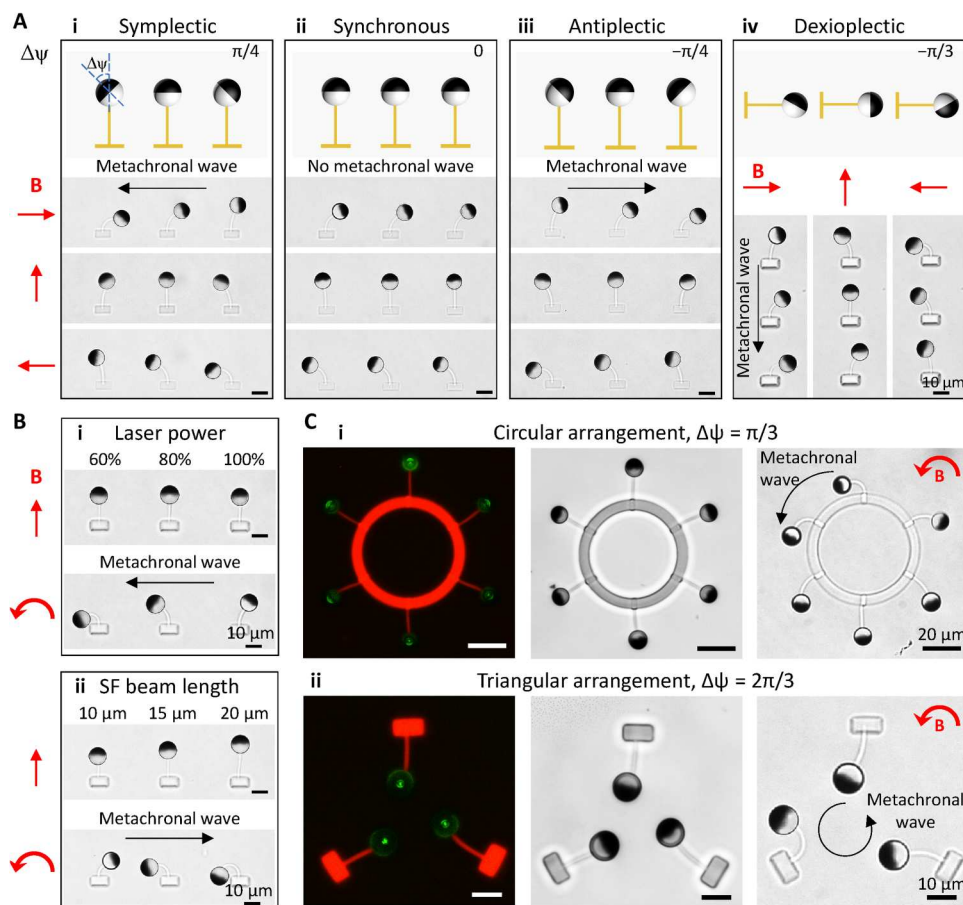 A
i
Symplectic
ii
Synchronous
iii
Antiplectic
iv
Dexioplectic
Δψ
π/4
0
−π/4
−π/3
Δψ
Metachronal wave
No metachronal wave
Metachronal wave
B
B
Metachronal wave
10 μm
B
i
Laser power
60% 80% 100%
B
Metachronal wave
10 μm
ii
SF beam length
10 μm 15 μm 20 μm
Metachronal wave
10 μm
C
i
Circular arrangement, Δψ = π/3
Metachronal
wave
B
20 μm
ii
Triangular arrangement, Δψ = 2π/3
B
Metachronal
wave
10 μm